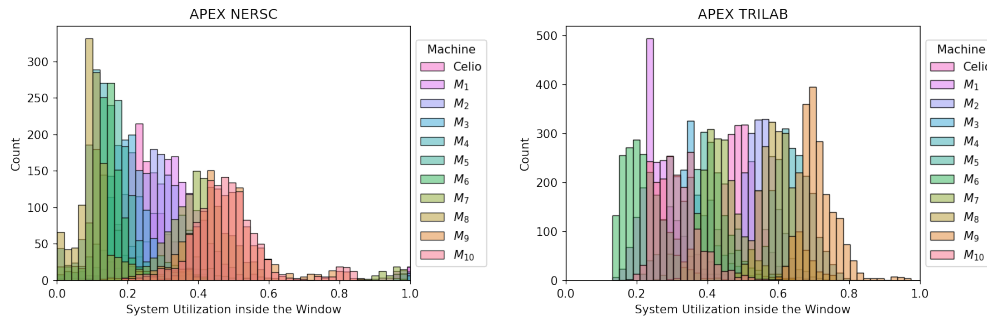 APEX NERSC
300
250
200
150
100
50
0
Count
0.0 0.2 0.4 0.6 0.8 1.0
System Utilization inside the Window
Machine
Celio
M1
M2
M3
M4
M5
M6
M7
M8
M9
M10
APEX TRILAB
500
400
300
200
100
0
Count
0.0 0.2 0.4 0.6 0.8 1.0
System Utilization inside the Window
Machine
Celio
M1
M2
M3
M4
M5
M6
M7
M8
M9
M10